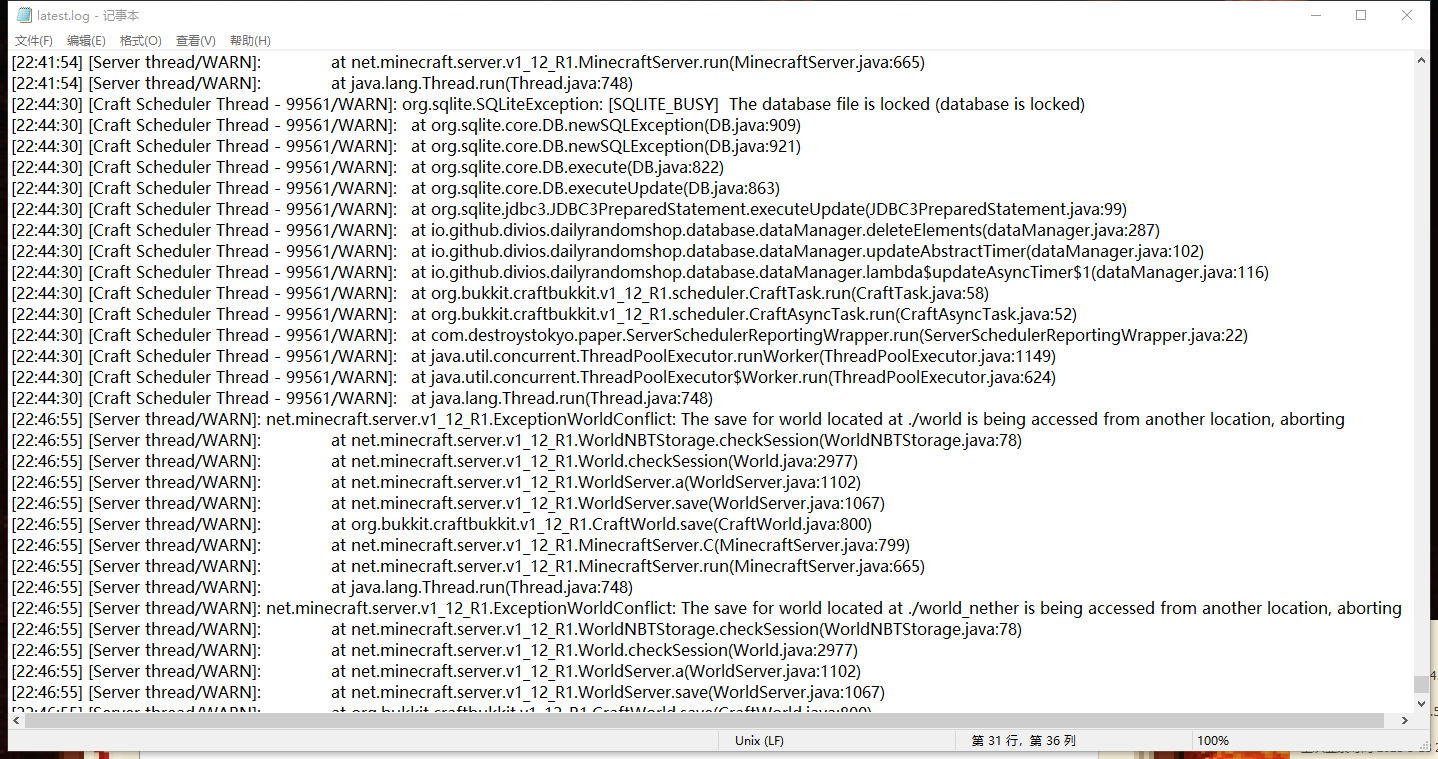 latest.log - 记事本
文件(F) 编辑(E) 格式(O) 查看(V) 帮助(H)
[22:41:54] [Server thread/WARN]: at net.minecraft.server.v1_12_R1.MinecraftServer.run(MinecraftServer.java:665)
[22:41:54] [Server thread/WARN]: at java.lang.Thread.run(Thread.java:748)
[22:44:30] [Craft Scheduler Thread - 99561/WARN]: org.sqlite.SQLiteException: [SQLITE_BUSY]  The database file is locked (database is locked)
[22:44:30] [Craft Scheduler Thread - 99561/WARN]: at org.sqlite.core.DB.newSQLException(DB.java:909)
[22:44:30] [Craft Scheduler Thread - 99561/WARN]: at org.sqlite.core.DB.newSQLException(DB.java:921)
[22:44:30] [Craft Scheduler Thread - 99561/WARN]: at org.sqlite.core.DB.execute(DB.java:822)
[22:44:30] [Craft Scheduler Thread - 99561/WARN]: at org.sqlite.core.DB.executeUpdate(DB.java:863)
[22:44:30] [Craft Scheduler Thread - 99561/WARN]: at org.sqlite.jdbc3.JDBC3PreparedStatement.executeUpdate(JDBC3PreparedStatement.java:99)
[22:44:30] [Craft Scheduler Thread - 99561/WARN]: at io.github.divios.dailyrandomshop.database.dataManager.deleteElements(dataManager.java:287)
[22:44:30] [Craft Scheduler Thread - 99561/WARN]: at io.github.divios.dailyrandomshop.database.dataManager.updateAbstractTimer(dataManager.java:102)
[22:44:30] [Craft Scheduler Thread - 99561/WARN]: at io.github.divios.dailyrandomshop.database.dataManager.lambda$updateAsyncTimer$1(dataManager.java:116)
[22:44:30] [Craft Scheduler Thread - 99561/WARN]: at org.bukkit.craftbukkit.v1_12_R1.scheduler.CraftTask.run(CraftTask.java:58)
[22:44:30] [Craft Scheduler Thread - 99561/WARN]: at org.bukkit.craftbukkit.v1_12_R1.scheduler.CraftAsyncTask.run(CraftAsyncTask.java:52)
[22:44:30] [Craft Scheduler Thread - 99561/WARN]: at com.destroystokyo.paper.ServerSchedulerReportingWrapper.run(ServerSchedulerReportingWrapper.java:22)
[22:44:30] [Craft Scheduler Thread - 99561/WARN]: at java.util.concurrent.ThreadPoolExecutor.runWorker(ThreadPoolExecutor.java:1149)
[22:44:30] [Craft Scheduler Thread - 99561/WARN]: at java.util.concurrent.ThreadPoolExecutor$Worker.run(ThreadPoolExecutor.java:624)
[22:44:30] [Craft Scheduler Thread - 99561/WARN]: at java.lang.Thread.run(Thread.java:748)
[22:46:55] [Server thread/WARN]: net.minecraft.server.v1_12_R1.ExceptionWorldConflict: The save for world located at ./world is being accessed from another location, aborting
[22:46:55] [Server thread/WARN]: at net.minecraft.server.v1_12_R1.WorldNBTStorage.checkSession(WorldNBTStorage.java:78)
[22:46:55] [Server thread/WARN]: at net.minecraft.server.v1_12_R1.World.checkSession(World.java:2977)
[22:46:55] [Server thread/WARN]: at net.minecraft.server.v1_12_R1.WorldServer.a(WorldServer.java:1102)
[22:46:55] [Server thread/WARN]: at net.minecraft.server.v1_12_R1.WorldServer.save(WorldServer.java:1067)
[22:46:55] [Server thread/WARN]: at org.bukkit.craftbukkit.v1_12_R1.CraftWorld.save(CraftWorld.java:800)
[22:46:55] [Server thread/WARN]: at net.minecraft.server.v1_12_R1.MinecraftServer.C(MinecraftServer.java:799)
[22:46:55] [Server thread/WARN]: at net.minecraft.server.v1_12_R1.MinecraftServer.run(MinecraftServer.java:665)
[22:46:55] [Server thread/WARN]: at java.lang.Thread.run(Thread.java:748)
[22:46:55] [Server thread/WARN]: net.minecraft.server.v1_12_R1.ExceptionWorldConflict: The save for world located at ./world_nether is being accessed from another location, aborting
[22:46:55] [Server thread/WARN]: at net.minecraft.server.v1_12_R1.WorldNBTStorage.checkSession(WorldNBTStorage.java:78)
[22:46:55] [Server thread/WARN]: at net.minecraft.server.v1_12_R1.World.checkSession(World.java:2977)
[22:46:55] [Server thread/WARN]: at net.minecraft.server.v1_12_R1.WorldServer.a(WorldServer.java:1102)
[22:46:55] [Server thread/WARN]: at net.minecraft.server.v1_12_R1.WorldServer.save(WorldServer.java:1067)
[22:46:55] [Server thread/WARN]: at org.bukkit.craftbukkit.v1_12_R1.CraftWorld.save(CraftWorld.java:800)
Unix (LF) 第 31 行，第 36 列 100%